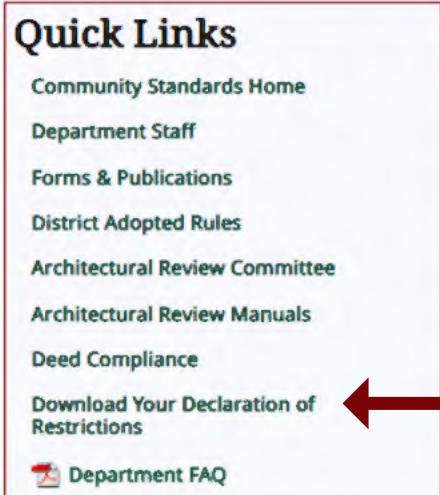 Quick Links
Community Standards Home
Department Staff
Forms & Publications
District Adopted Rules
Architectural Review Committee
Architectural Review Manuals
Deed Compliance
Download Your Declaration of
Restrictions
Department FAQ